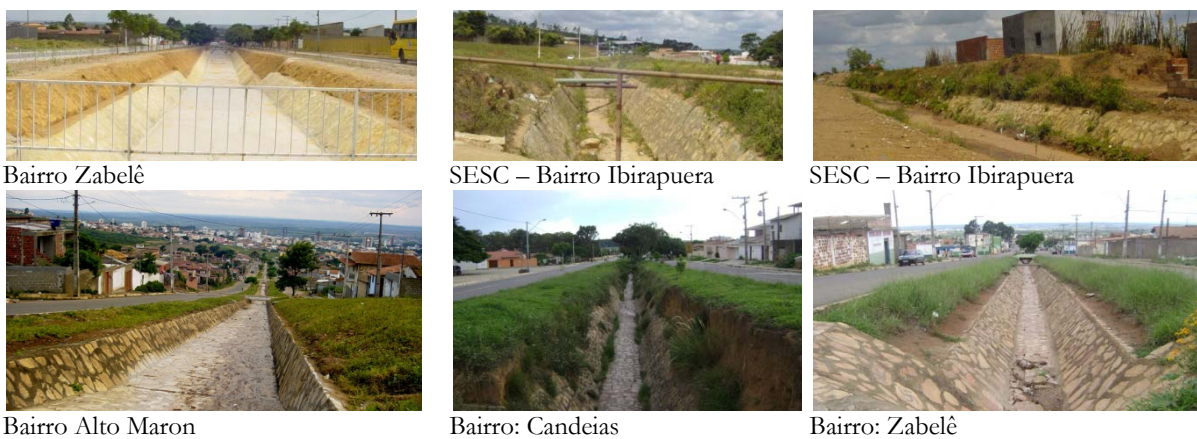 Bairro Zabelê
SESC – Bairro Ibirapuera
SESC – Bairro Ibirapuera
Bairro Alto Maron
Bairro: Candeias
Bairro: Zabelê